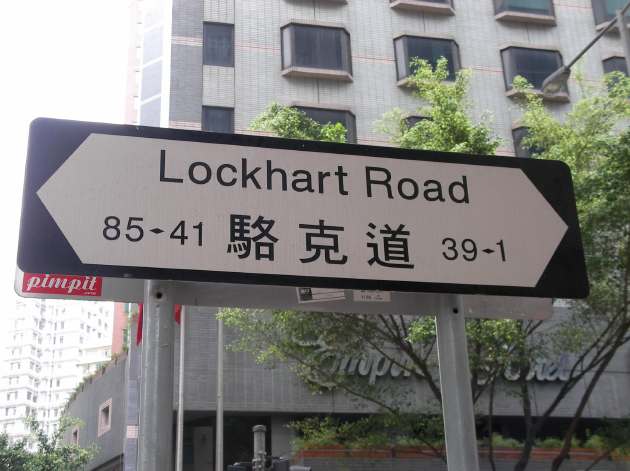 Lockhart Road
85 41 駱克道 39 1
pimpit